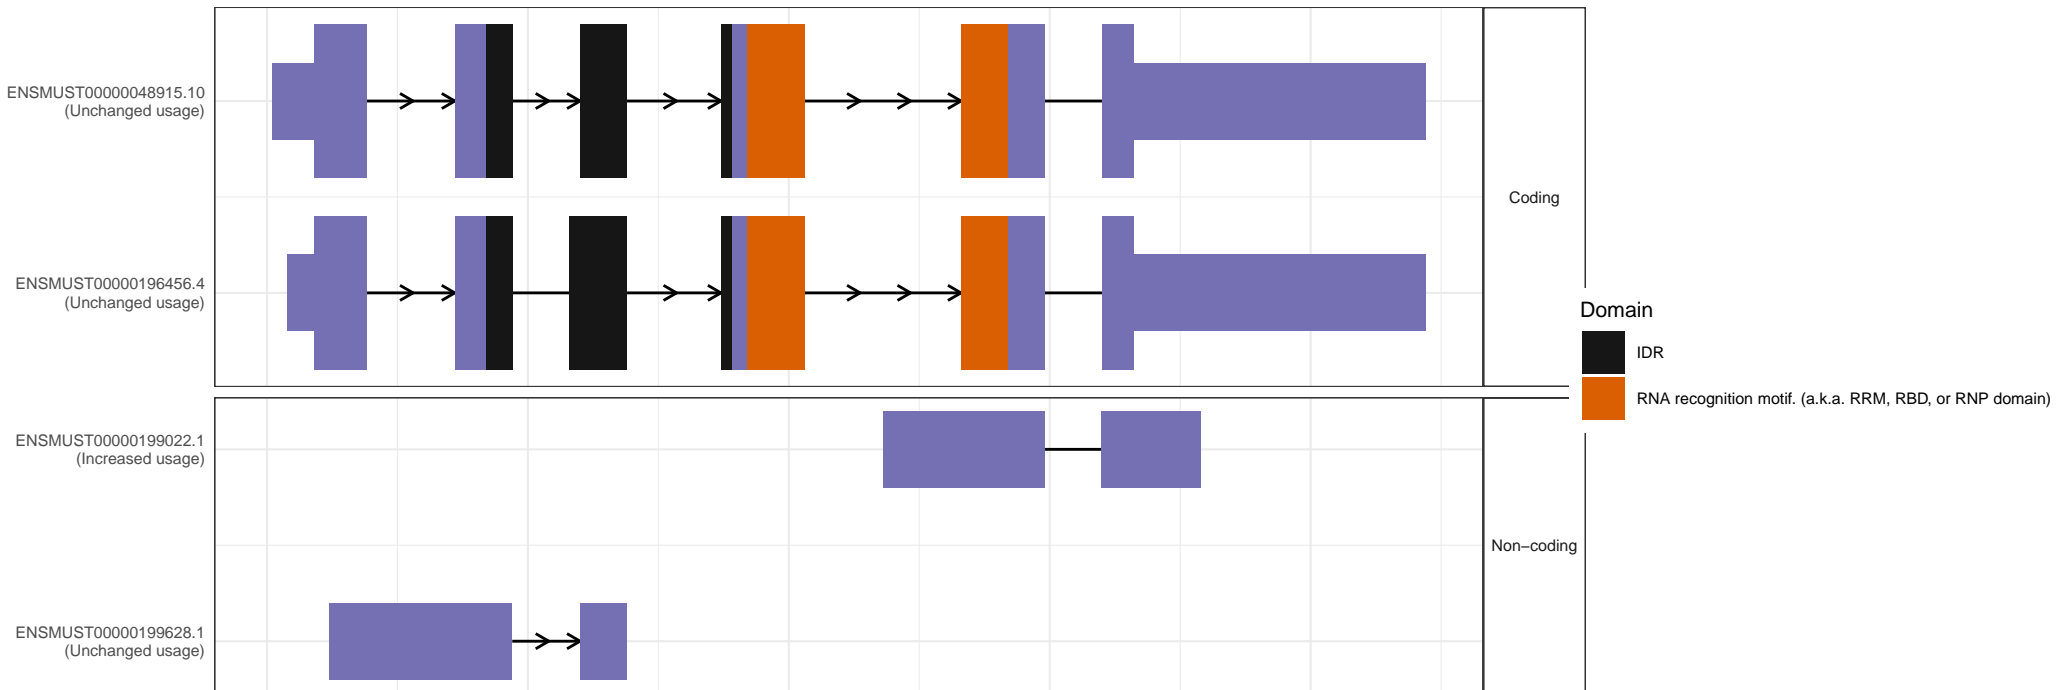 ENSMUST00000048915.10
(Unchanged usage)
ENSMUST00000196456.4
(Unchanged usage)
Coding
Domain
IDR
RNA recognition motif. (a.k.a. RRM, RBD, or RNP domain)
ENSMUST00000199022.1
(Increased usage)
Non−coding
ENSMUST00000199628.1
(Unchanged usage)